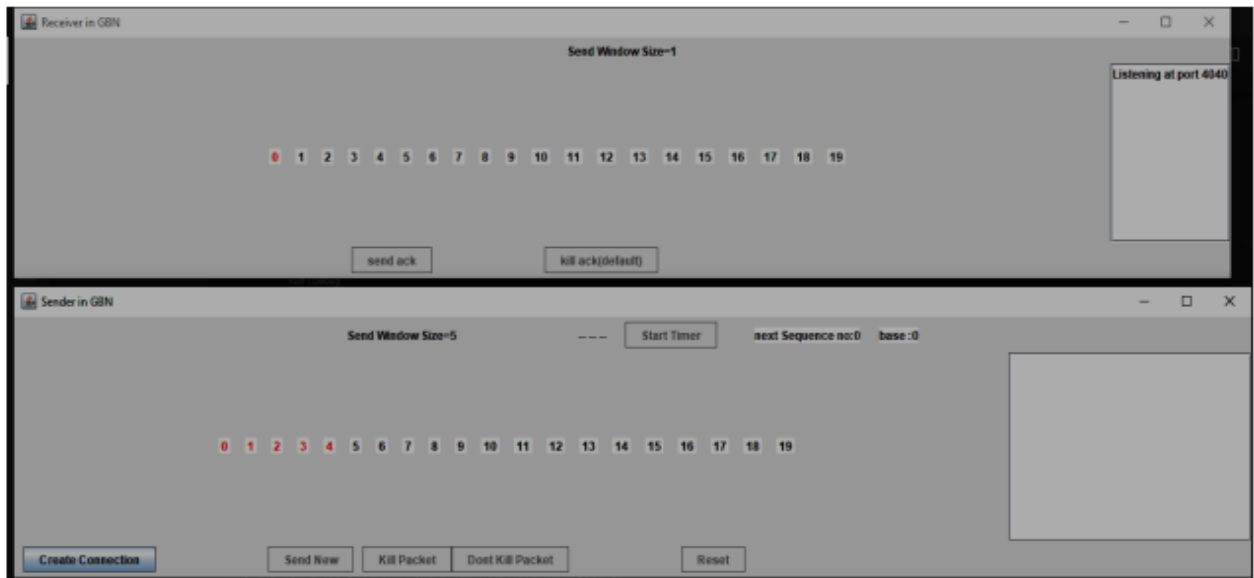 Receiver in GBN
Send Window Size=1
Listening at port 4040
0 1 2 3 4 5 6 7 8 9 10 11 12 13 14 15 16 17 18 19
send ack kill ack(default)
Sender in GBN
Send Window Size=5 --- Start Timer next Sequence no:0 base :0
0 1 2 3 4 5 6 7 8 9 10 11 12 13 14 15 16 17 18 19
Create Connection Send New Kill Packet Dont Kill Packet Reset